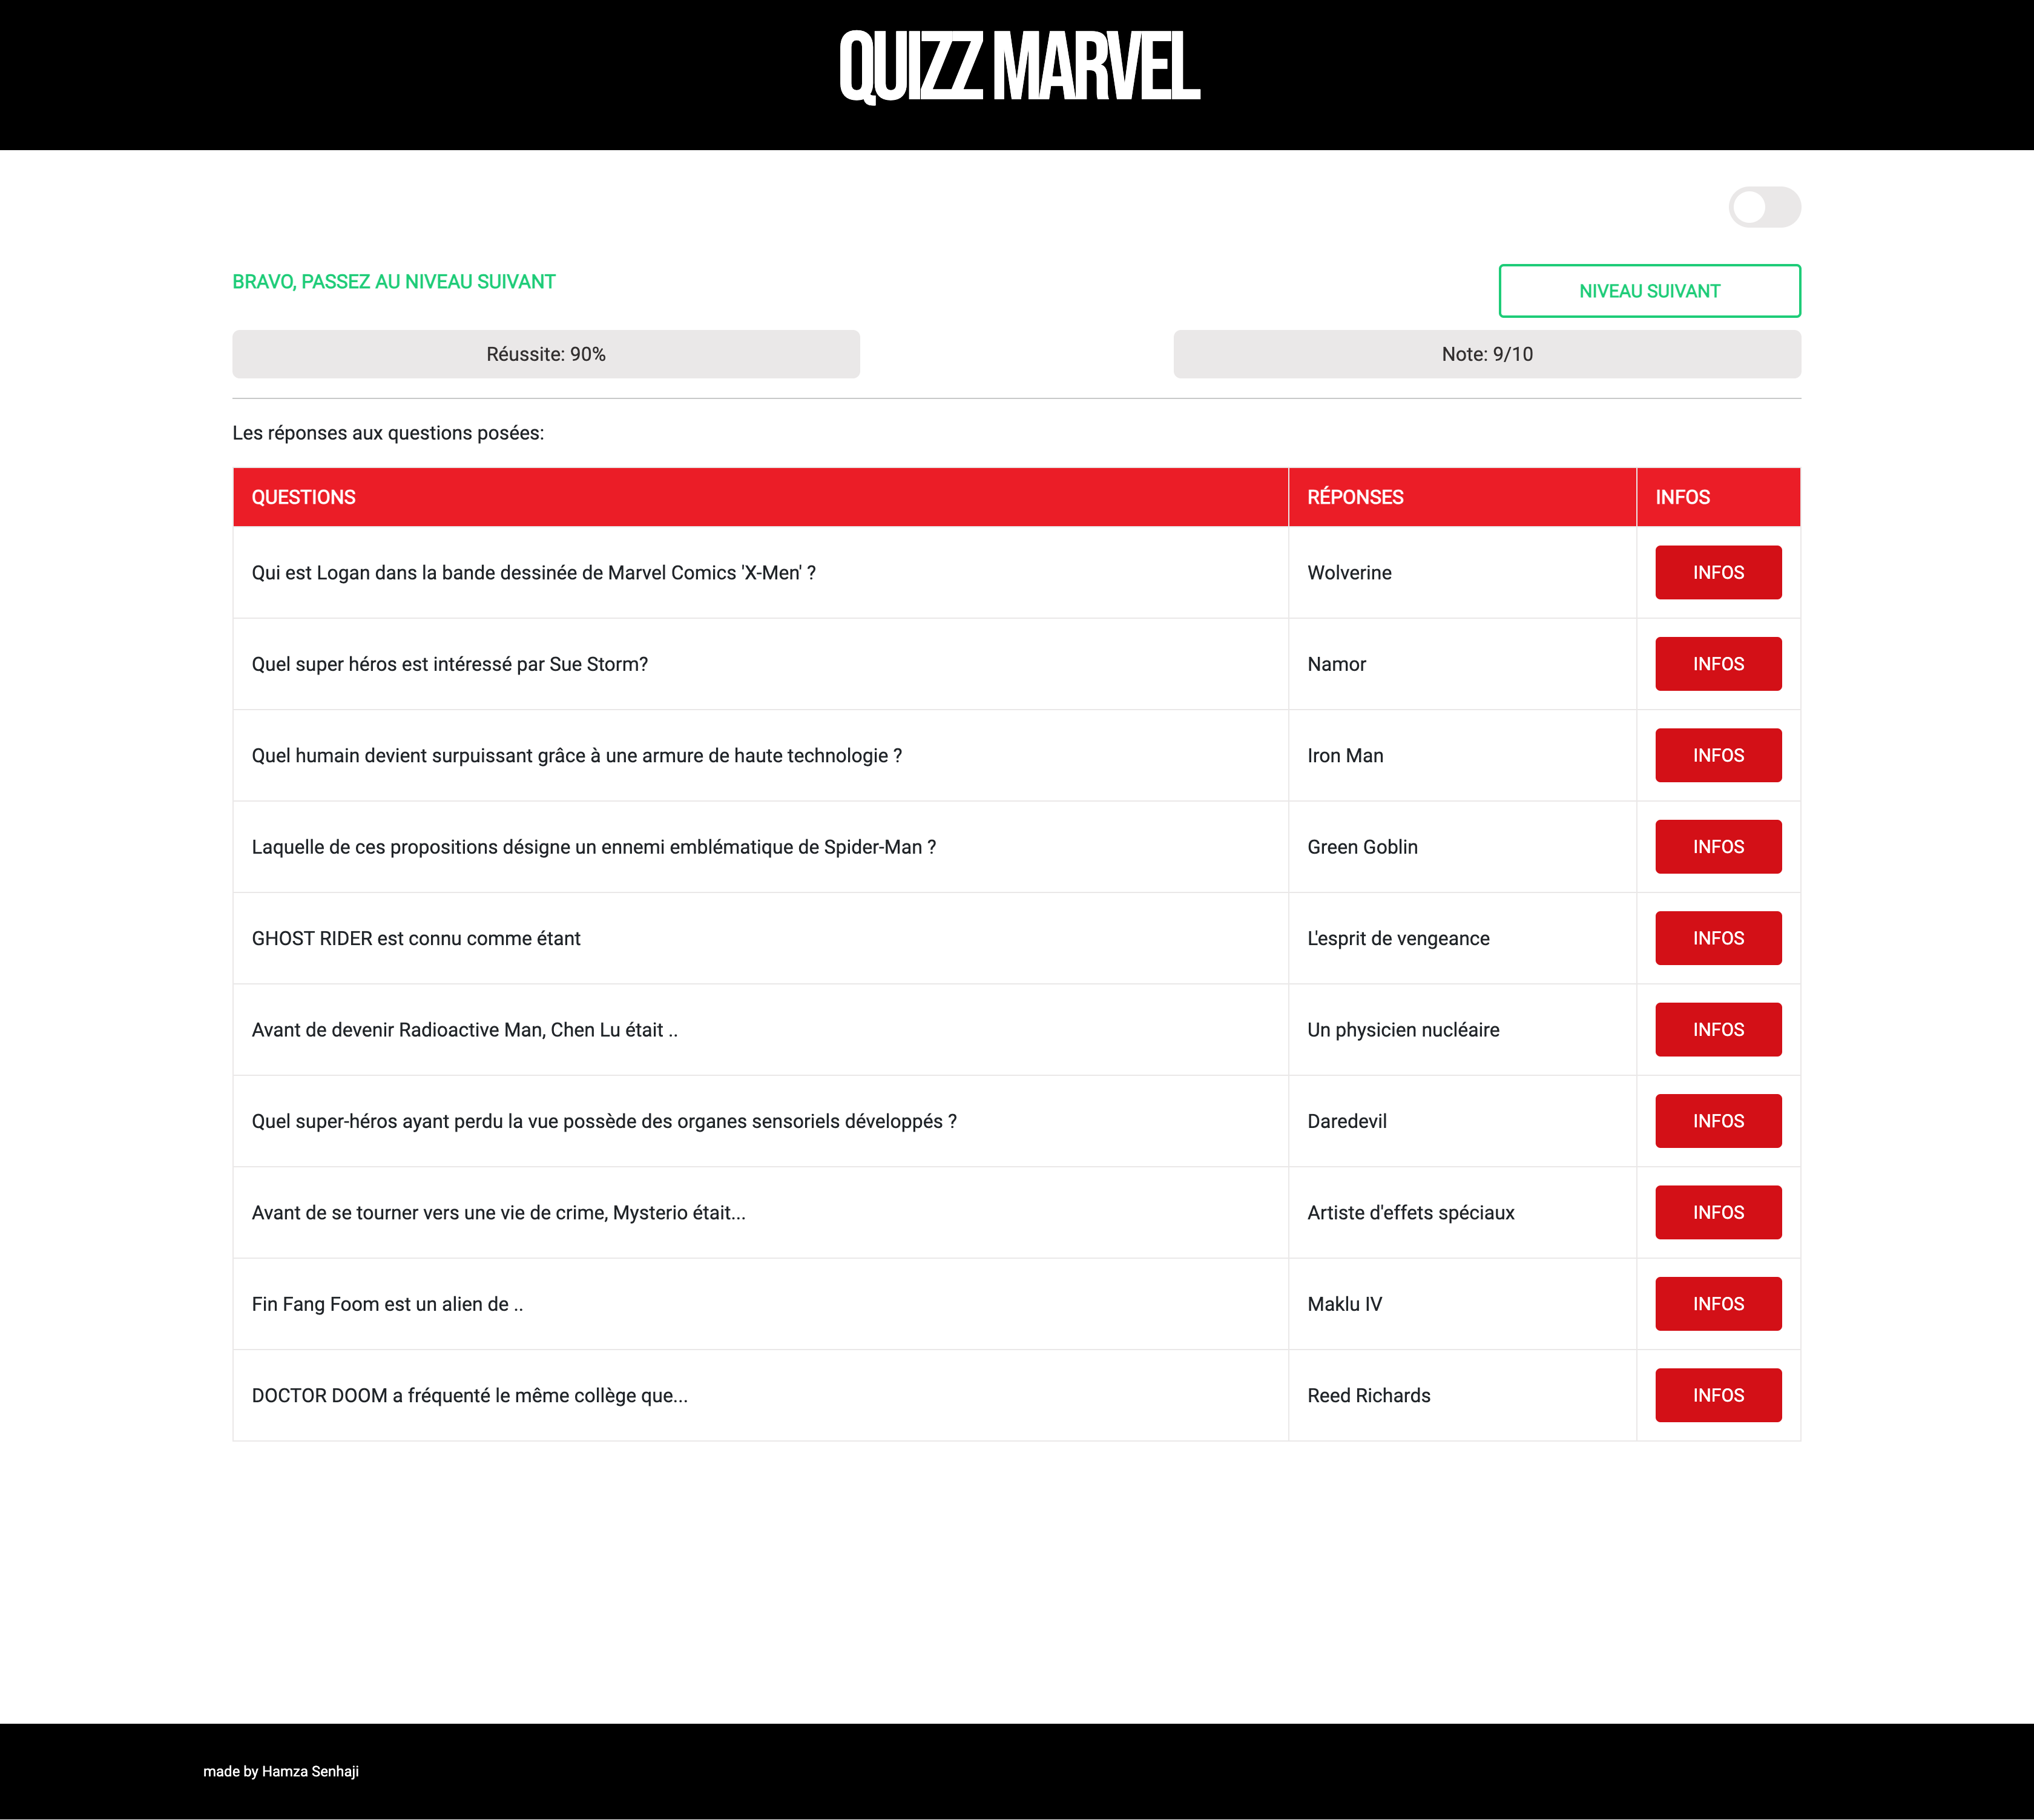 QUIZZ MARVEL
BRAVO, PASSEZ AU NIVEAU SUIVANT
NIVEAU SUIVANT
Réussite: 90%
Note: 9/10
Les réponses aux questions posées:
QUESTIONS RÉPONSES INFOS
Qui est Logan dans la bande dessinée de Marvel Comics 'X-Men' ? Wolverine INFOS
Quel super héros est intéressé par Sue Storm? Namor INFOS
Quel humain devient surpuissant grâce à une armure de haute technologie ? Iron Man INFOS
Laquelle de ces propositions désigne un ennemi emblématique de Spider-Man ? Green Goblin INFOS
GHOST RIDER est connu comme étant L'esprit de vengeance INFOS
Avant de devenir Radioactive Man, Chen Lu était .. Un physicien nucléaire INFOS
Quel super-héros ayant perdu la vue possède des organes sensoriels développés ? Daredevil INFOS
Avant de se tourner vers une vie de crime, Mysterio était... Artiste d'effets spéciaux INFOS
Fin Fang Foom est un alien de .. Maklu IV INFOS
DOCTOR DOOM a fréquenté le même collège que... Reed Richards INFOS
made by Hamza Senhaji